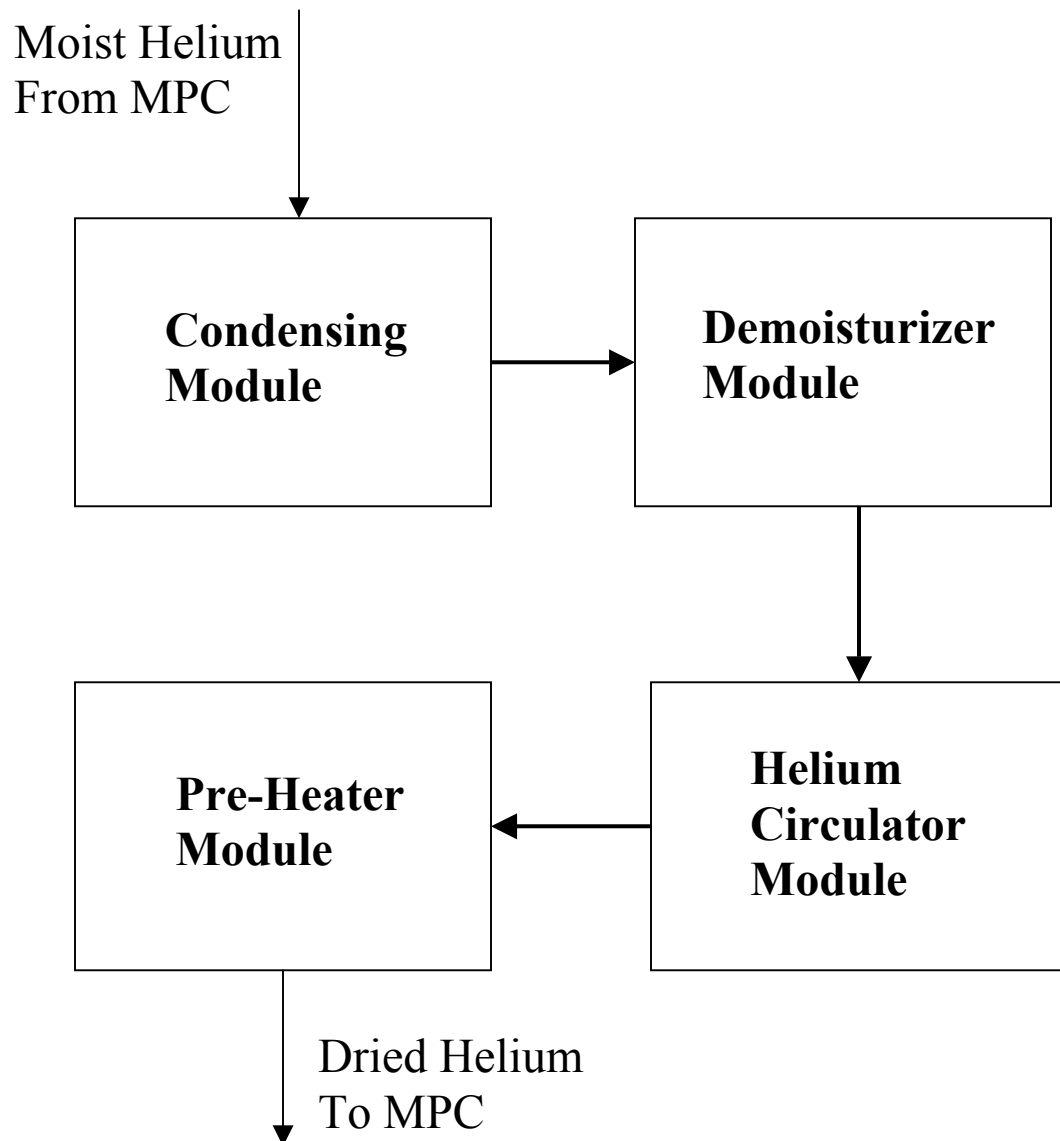 Moist Helium
From MPC
Condensing
Module
Demoisturizer
Module
Helium
Circulator
Module
Pre-Heater
Module
Dried Helium
To MPC